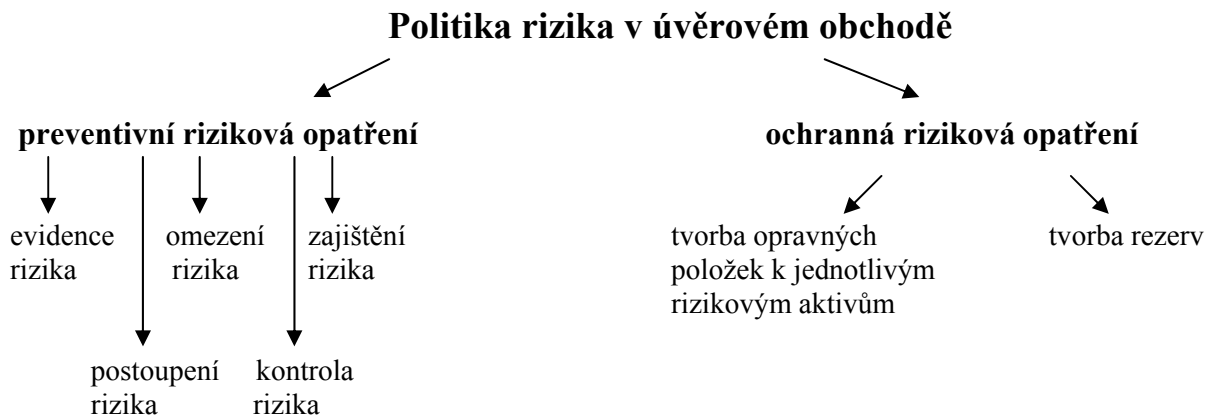 Politika rizika v úvěrovém obchodě
preventivní riziková opatření
ochranná riziková opatření
evidence
rizika
omezení
rizika
zajištění
rizika
tvorba opravných
položek k jednotlivým
rizikovým aktivům
tvorba rezerv
postoupení
rizika
kontrola
rizika